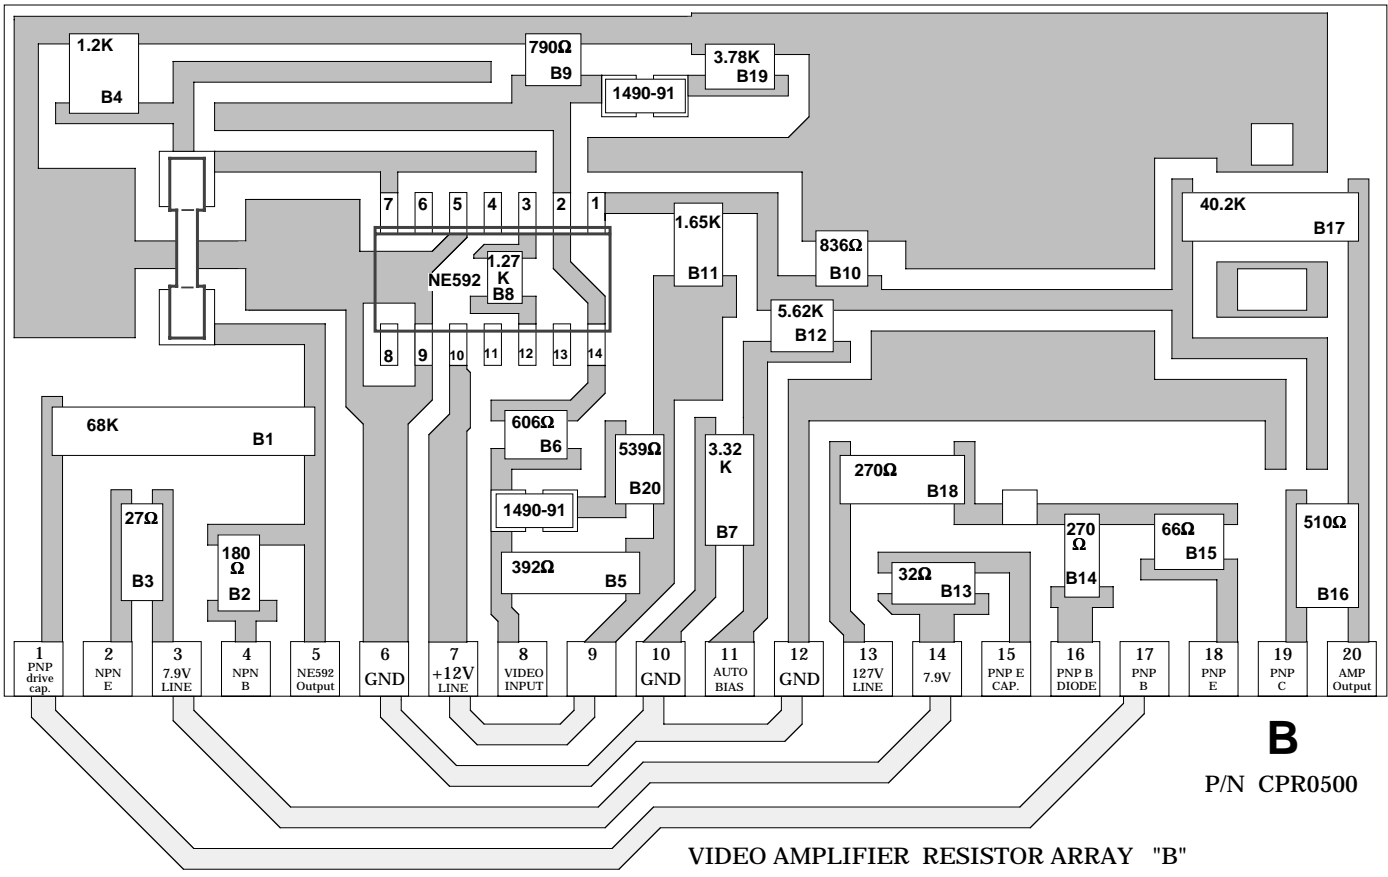 1.2K
B4
790Ω
B9
1490-91
3.78K
B19
7 6 5 4 3 2 1
1.65K
B11
40.2K
B17
836Ω
B10
NE592
1.27
K
B8
5.62K
B12
8 9 10 11 12 13 14
68K
B1
606Ω
B6
539Ω
B20
3.32
K
B7
270Ω
B18
1490-91
27Ω
B3
180
Ω
B2
392Ω
B5
32Ω
B13
270
Ω
B14
66Ω
B15
510Ω
B16
1
PNP
drive
cap.
2
NPN
E
3
7.9V
LINE
4
NPN
B
5
NE592
Output
6
GND
7
+12V
LINE
8
VIDEO
INPUT
9
10
GND
11
AUTO
BIAS
12
GND
13
127V
LINE
14
7.9V
15
PNP E
CAP.
16
PNP B
DIODE
17
PNP
B
18
PNP
E
19
PNP
C
20
AMP
Output
B
P/N CPR0500
VIDEO AMPLIFIER RESISTOR ARRAY "B"